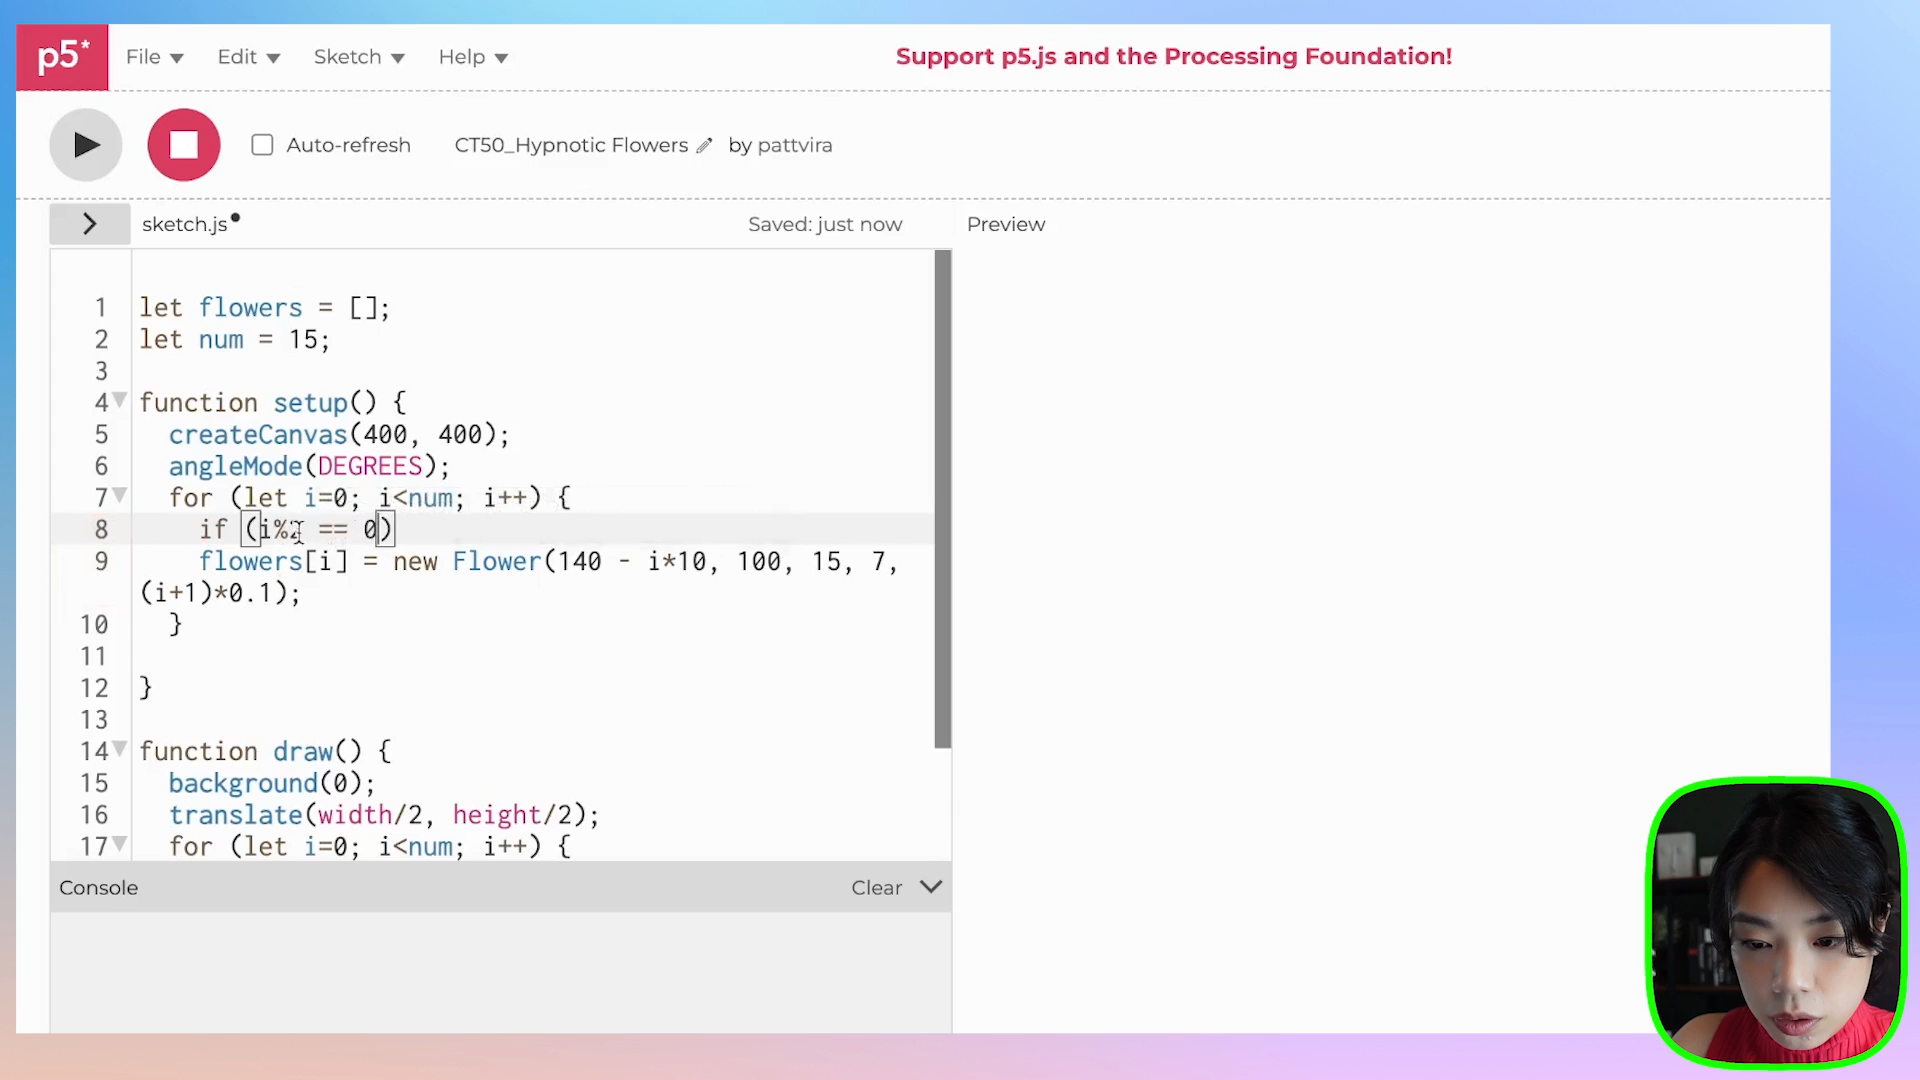 p5* File Edit Sketch Help Support p5.js and the Processing Foundation!
Auto-refresh CT50_Hypnotic Flowers by pattvira
> sketch.js• Saved: just now Preview
1 let flowers = [];
2 let num = 15;
3
4 function setup() {
5 createCanvas(400, 400);
6 angleMode(DEGREES);
7 for (let i=0; i<num; i++) {
8 if (i%2 == 0)
9 flowers[i] = new Flower(140 - i*10, 100, 15, 7,
(i+1)*0.1);
10 }
11
12 }
13
14 function draw() {
15 background(0);
16 translate(width/2, height/2);
17 for (let i=0; i<num; i++) {
Console Clear